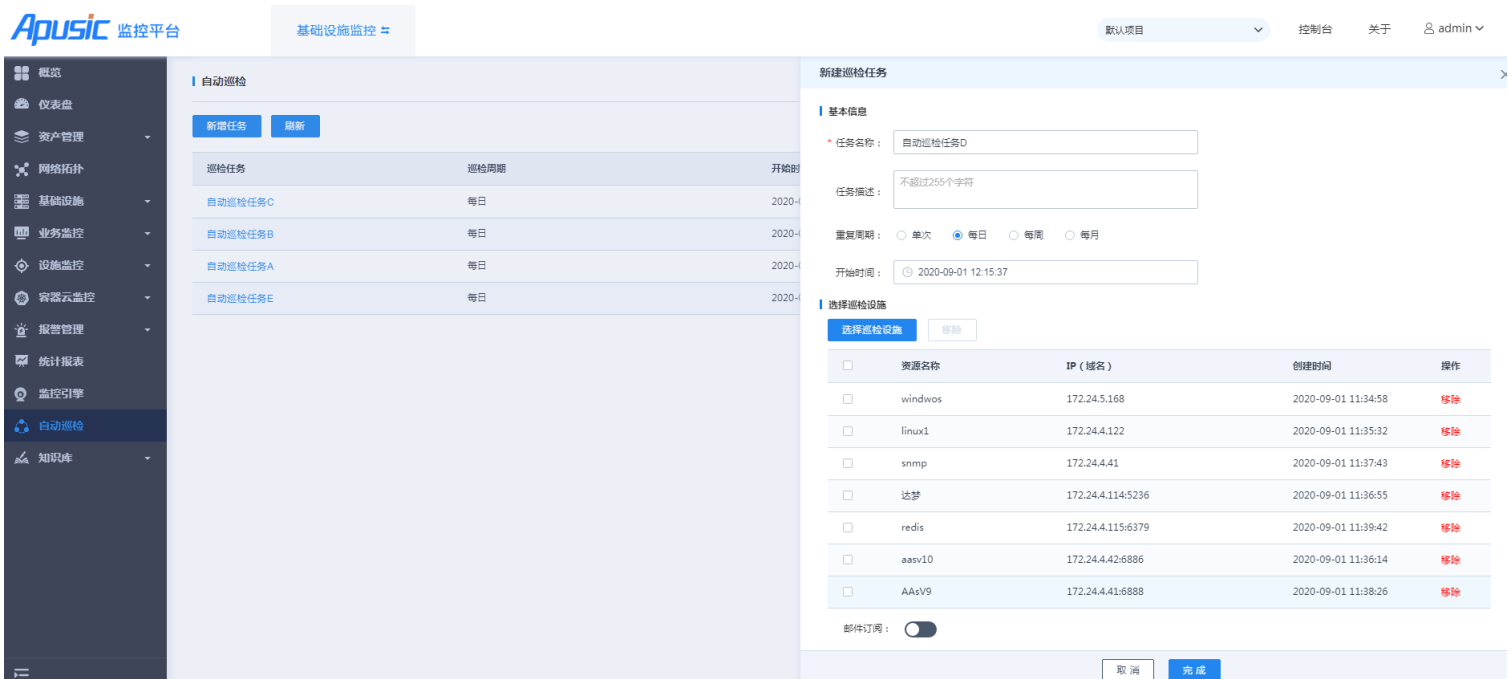 Apusic 监控平台
基础设施监控
默认项目
控制台
关于
admin
概览
仪表盘
资产管理
网络拓扑
基础设施
业务监控
设施监控
容器云监控
报警管理
统计报表
监控引擎
自动巡检
知识库
自动巡检
新增任务 刷新
巡检任务 巡检周期 开始时
自动巡检任务C 每日 2020-0
自动巡检任务B 每日 2020-0
自动巡检任务A 每日 2020-0
自动巡检任务E 每日 2020-0
新建巡检任务
基本信息
* 任务名称： 自动巡检任务D
任务描述： 不超过255个字符
重复周期： 单次 每日 每周 每月
开始时间： 2020-09-01 12:15:37
选择巡检设施
选择巡检设施 移除
资源名称 IP（域名） 创建时间 操作
windwos 172.24.5.168 2020-09-01 11:34:58 移除
linux1 172.24.4.122 2020-09-01 11:35:32 移除
snmp 172.24.4.41 2020-09-01 11:37:43 移除
达梦 172.24.4.114:5236 2020-09-01 11:36:55 移除
redis 172.24.4.115:6379 2020-09-01 11:39:42 移除
aasv10 172.24.4.42:6886 2020-09-01 11:36:14 移除
AAsV9 172.24.4.41:6888 2020-09-01 11:38:26 移除
邮件订阅：
取消 完成